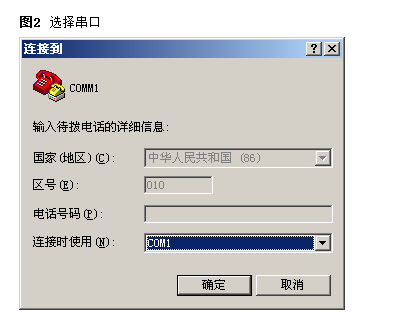 图2 选择串口
连接到
COMM1
输入待拨电话的详细信息:
国家(地区)(C): 中华人民共和国 (86)
区号(E): 010
电话号码(P):
连接时使用(N): COM1
确定 取消